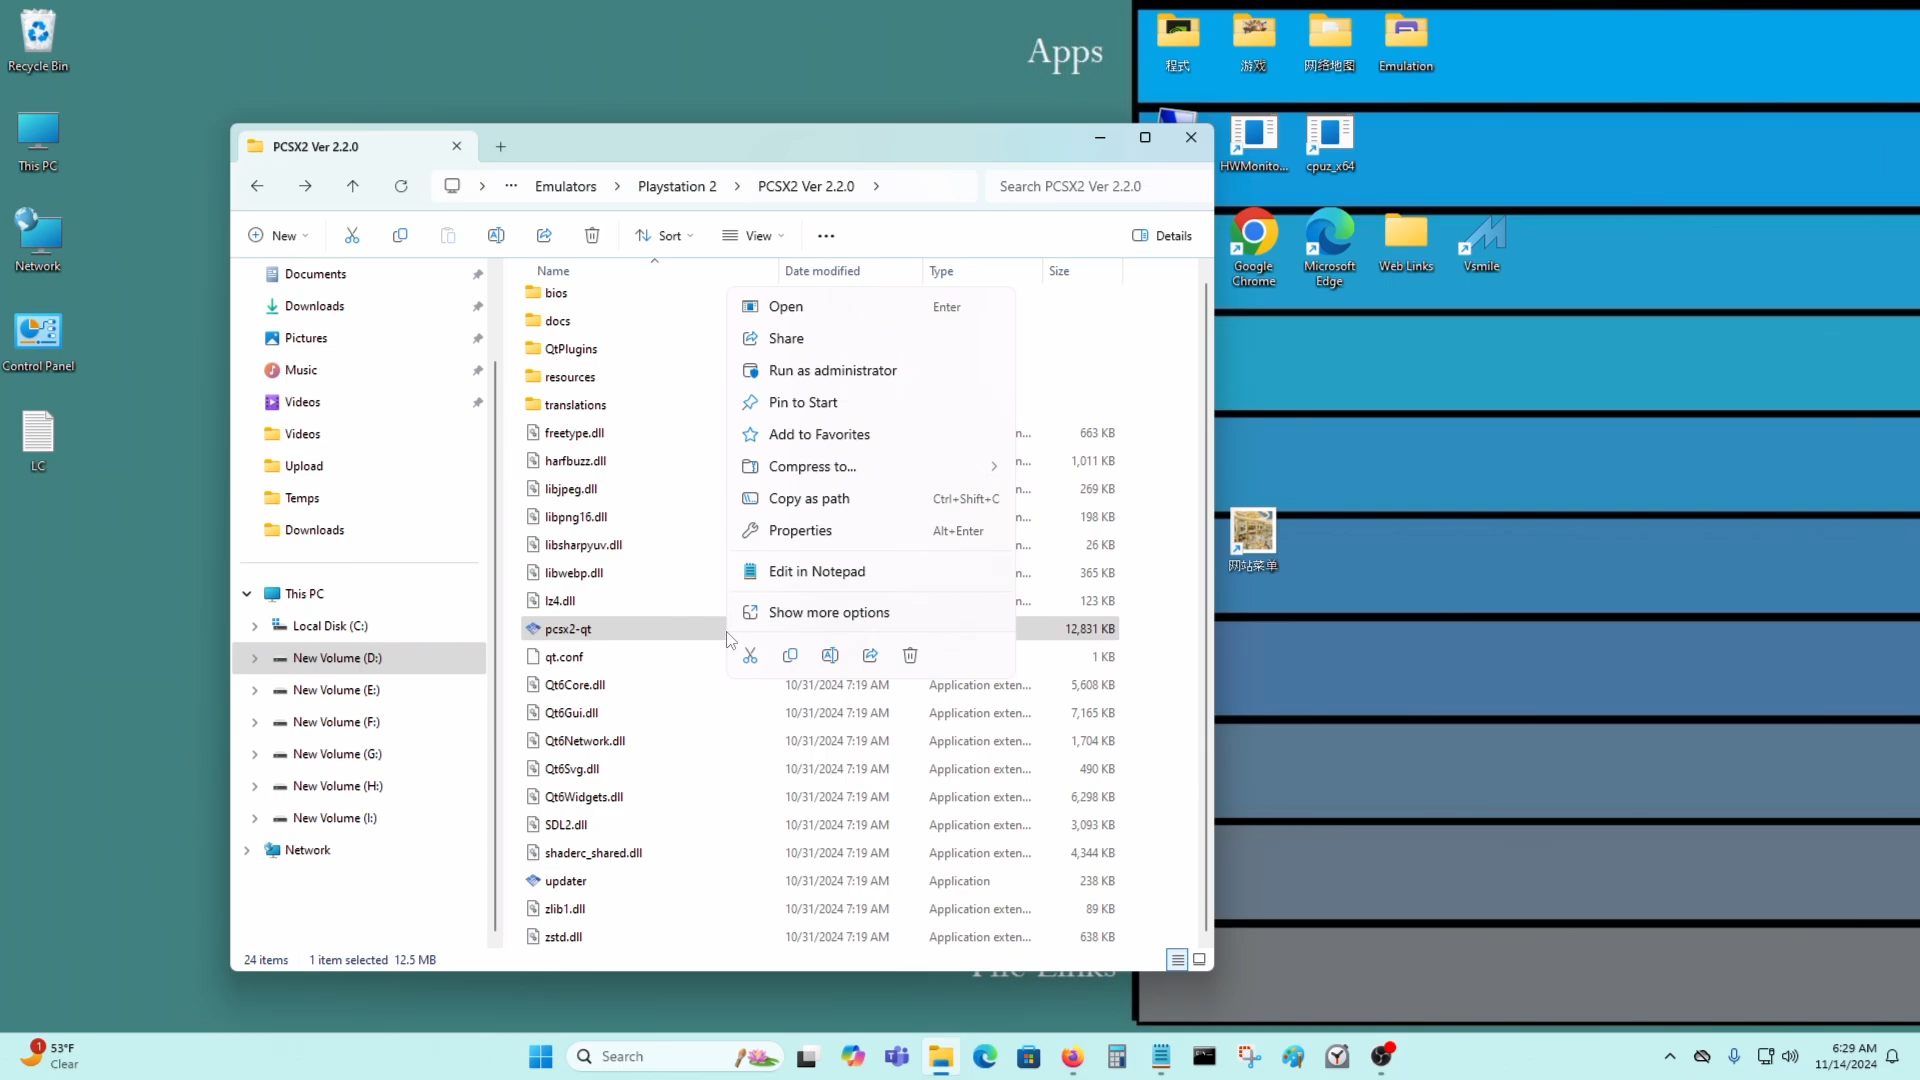 Recycle Bin
This PC
Network
Control Panel
LC
Apps
程式
游戏
网络地图
Emulation
HWMonito...
cpuz_x64
Google Chrome
Microsoft Edge
Web Links
Vsmile
网站菜单
PCSX2 Ver 2.2.0
Emulators
Playstation 2
PCSX2 Ver 2.2.0
Search PCSX2 Ver 2.2.0
New
Sort
View
Details
Documents
Downloads
Pictures
Music
Videos
Videos
Upload
Temps
Downloads
This PC
Local Disk (C:)
New Volume (D:)
New Volume (E:)
New Volume (F:)
New Volume (G:)
New Volume (H:)
New Volume (I:)
Network
Name Date modified Type Size
bios
docs
QtPlugins
resources
translations
freetype.dll n... 663 KB
harfbuzz.dll n... 1,011 KB
libjpeg.dll n... 269 KB
libpng16.dll n... 198 KB
libsharpyuv.dll n... 26 KB
libwebp.dll n... 365 KB
lz4.dll n... 123 KB
pcsx2-qt 12,831 KB
qt.conf 1 KB
Qt6Core.dll 10/31/2024 7:19 AM Application exten... 5,608 KB
Qt6Gui.dll 10/31/2024 7:19 AM Application exten... 7,165 KB
Qt6Network.dll 10/31/2024 7:19 AM Application exten... 1,704 KB
Qt6Svg.dll 10/31/2024 7:19 AM Application exten... 490 KB
Qt6Widgets.dll 10/31/2024 7:19 AM Application exten... 6,298 KB
SDL2.dll 10/31/2024 7:19 AM Application exten... 3,093 KB
shaderc_shared.dll 10/31/2024 7:19 AM Application exten... 4,344 KB
updater 10/31/2024 7:19 AM Application 238 KB
zlib1.dll 10/31/2024 7:19 AM Application exten... 89 KB
zstd.dll 10/31/2024 7:19 AM Application exten... 638 KB
Open Enter
Share
Run as administrator
Pin to Start
Add to Favorites
Compress to...
Copy as path Ctrl+Shift+C
Properties Alt+Enter
Edit in Notepad
Show more options
24 items 1 item selected 12.5 MB
1
53°F
Clear
Search
6:29 AM
11/14/2024